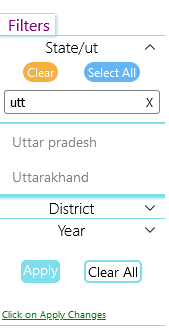 Filters
State/ut
Clear Select All
utt X
Uttar pradesh
Uttarakhand
District
Year
Apply Clear All
Click on Apply Changes